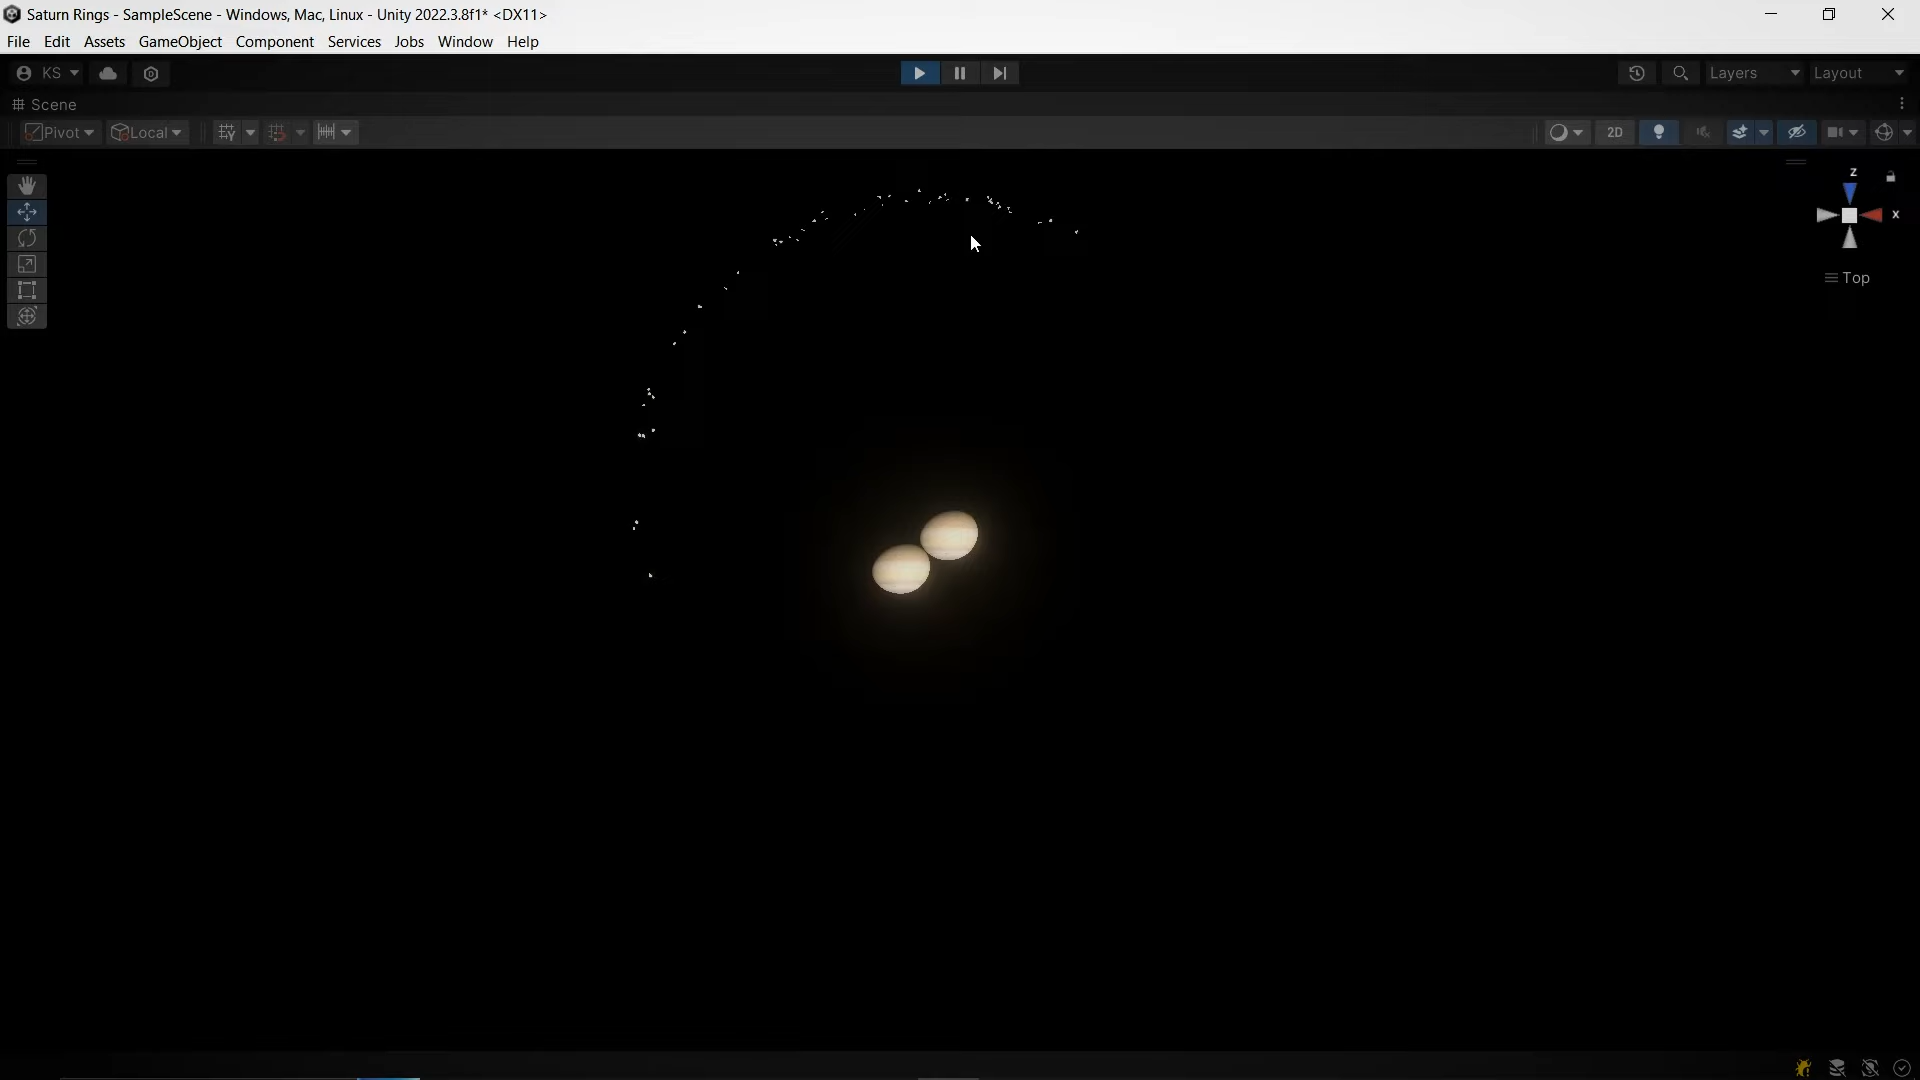 Saturn Rings - SampleScene - Windows, Mac, Linux - Unity 2022.3.8f1* <DX11>
File Edit Assets GameObject Component Services Jobs Window Help
KS Layers Layout
Scene
Pivot Local 2D
z
x
Top